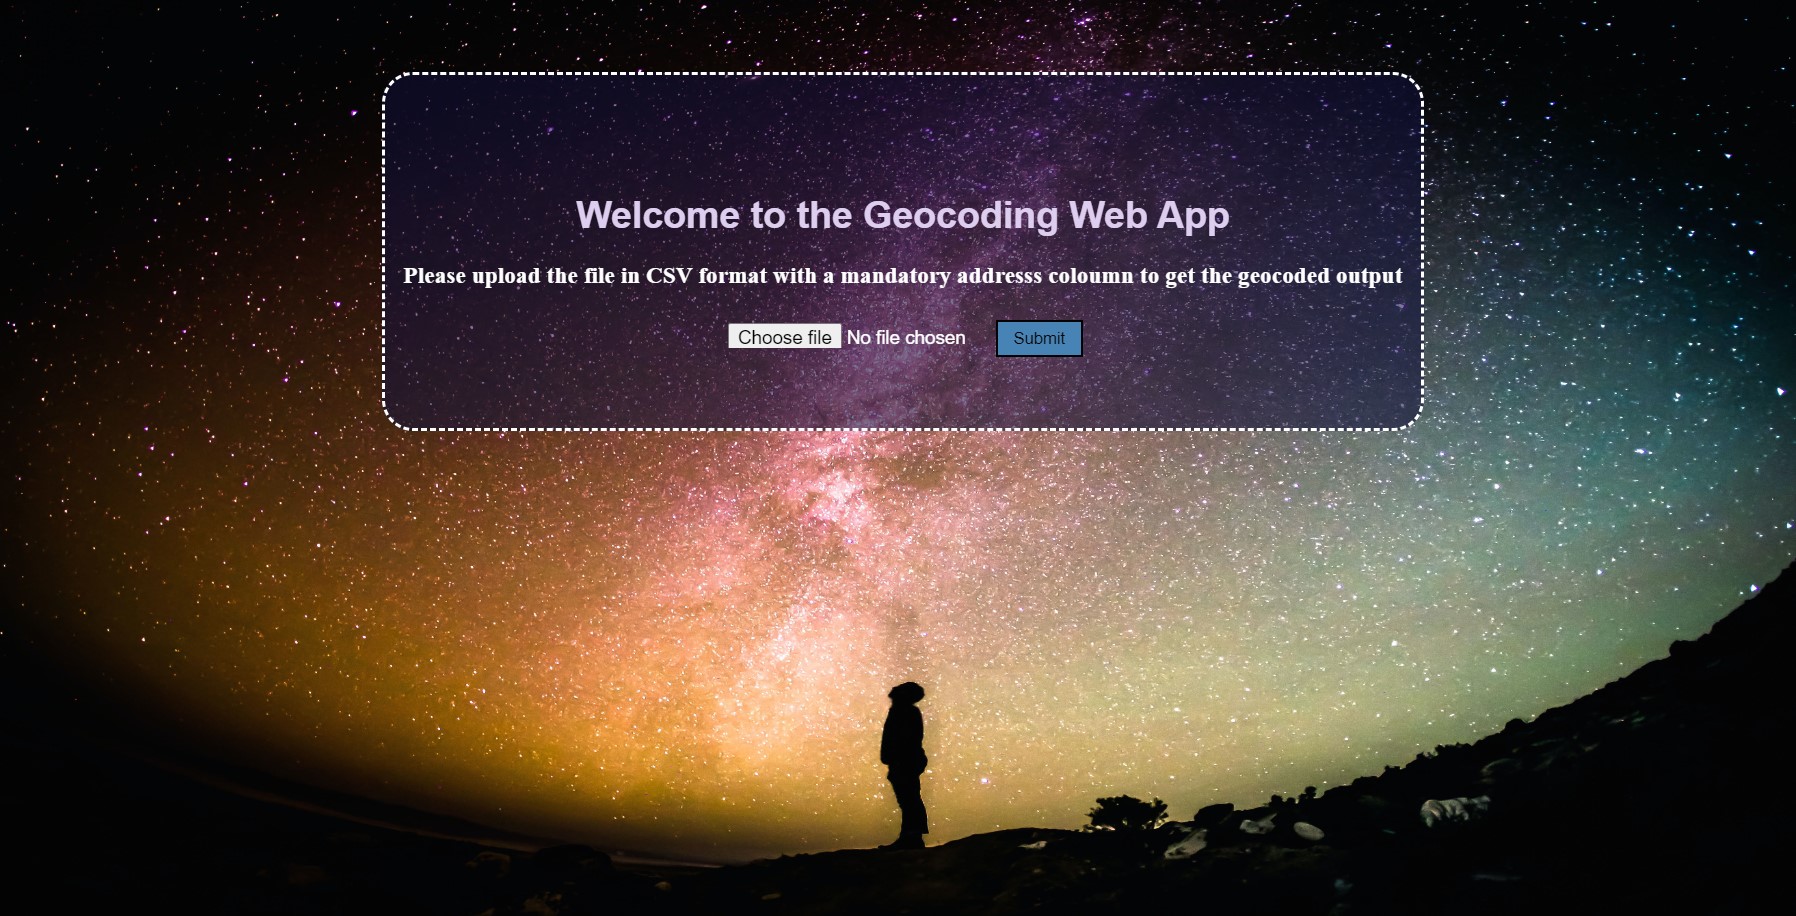 Welcome to the Geocoding Web App
Please upload the file in CSV format with a mandatory addresss coloumn to get the geocoded output
Choose file No file chosen Submit